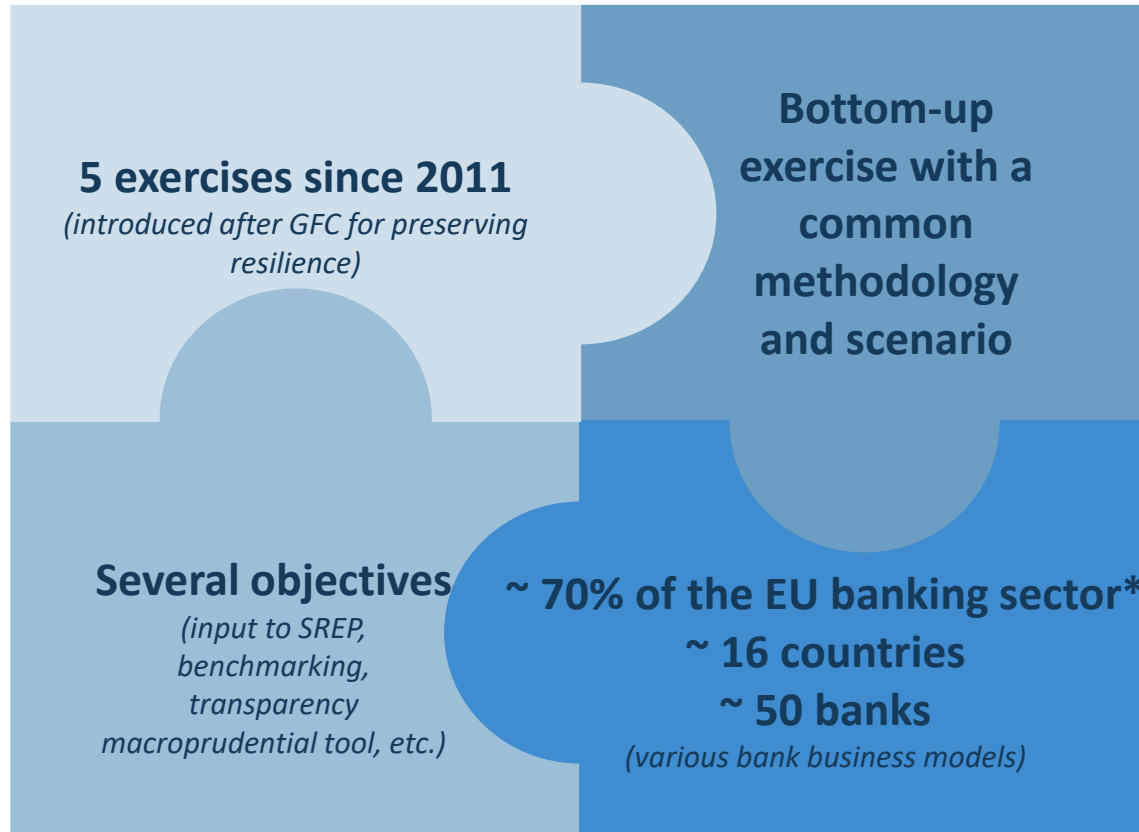 5 exercises since 2011
(introduced after GFC for preserving
resilience)
Bottom-up
exercise with a
common
methodology
and scenario
Several objectives
(input to SREP,
benchmarking,
transparency
macroprudential tool, etc.)
~ 70% of the EU banking sector*
~ 16 countries
~ 50 banks
(various bank business models)